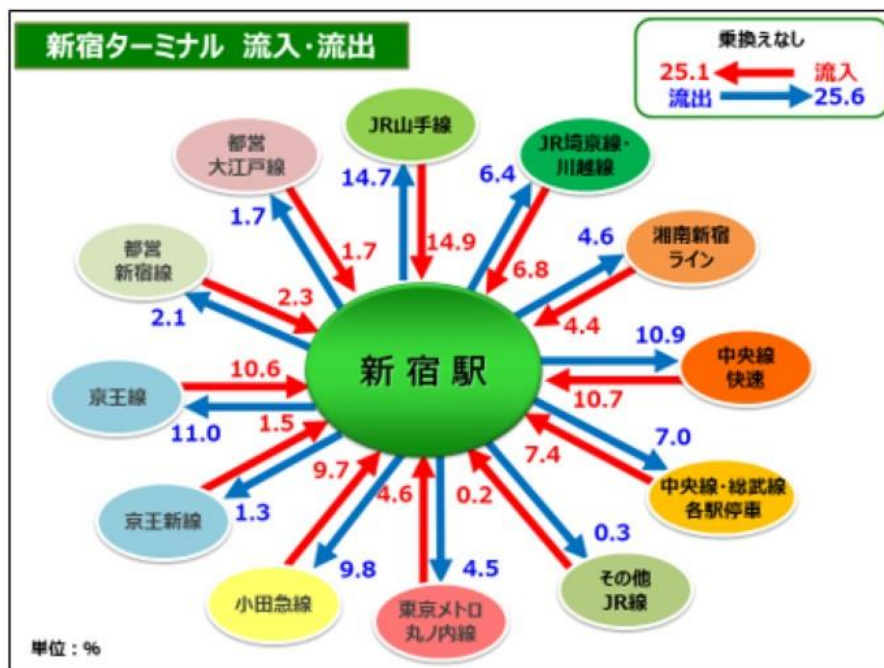 新宿ターミナル 流入・流出
乗換えなし
25.1 流入
流出 25.6
JR山手線
14.7
14.9
JR埼京線・
川越線
6.4
6.8
湘南新宿
ライン
4.6
4.4
中央線
快速
10.9
10.7
中央線・総武線
各駅停車
7.0
7.4
その他
JR線
0.3
0.2
東京メトロ
丸ノ内線
4.5
4.6
小田急線
9.8
9.7
京王新線
1.3
1.5
京王線
11.0
10.6
都営
新宿線
2.1
2.3
都営
大江戸線
1.7
1.7
新宿駅
単位：%